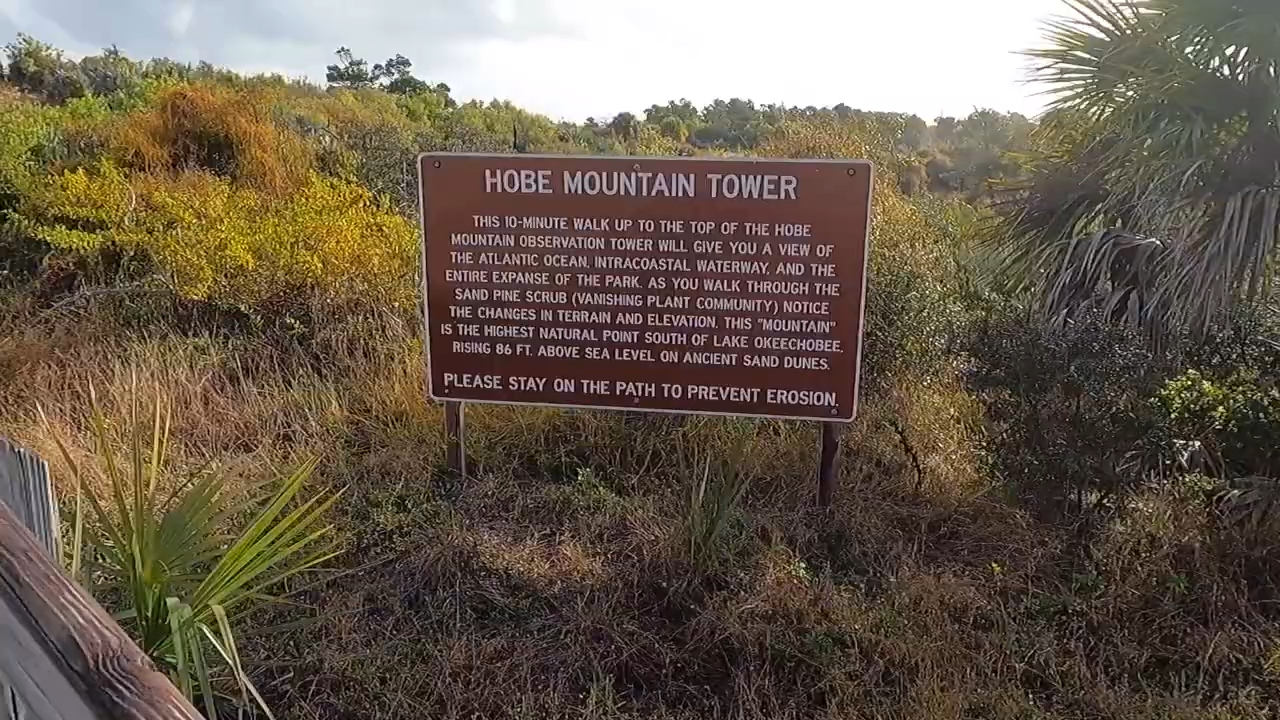 HOBE MOUNTAIN TOWER
THIS 10-MINUTE WALK UP TO THE TOP OF THE HOBE
MOUNTAIN OBSERVATION TOWER WILL GIVE YOU A VIEW OF
THE ATLANTIC OCEAN, INTRACOASTAL WATERWAY, AND THE
ENTIRE EXPANSE OF THE PARK. AS YOU WALK THROUGH THE
SAND PINE SCRUB (VANISHING PLANT COMMUNITY) NOTICE
THE CHANGES IN TERRAIN AND ELEVATION. THIS "MOUNTAIN"
IS THE HIGHEST NATURAL POINT SOUTH OF LAKE OKEECHOBEE,
RISING 86 FT. ABOVE SEA LEVEL ON ANCIENT SAND DUNES.
PLEASE STAY ON THE PATH TO PREVENT EROSION.